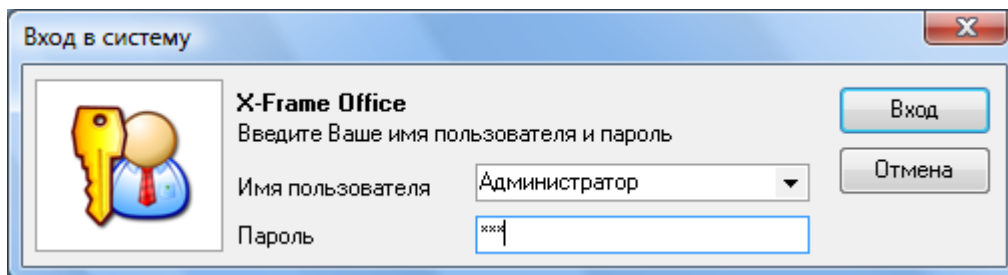 Вход в систему
X-Frame Office
Введите Ваше имя пользователя и пароль
Имя пользователя
Администратор
Пароль
***
Вход
Отмена